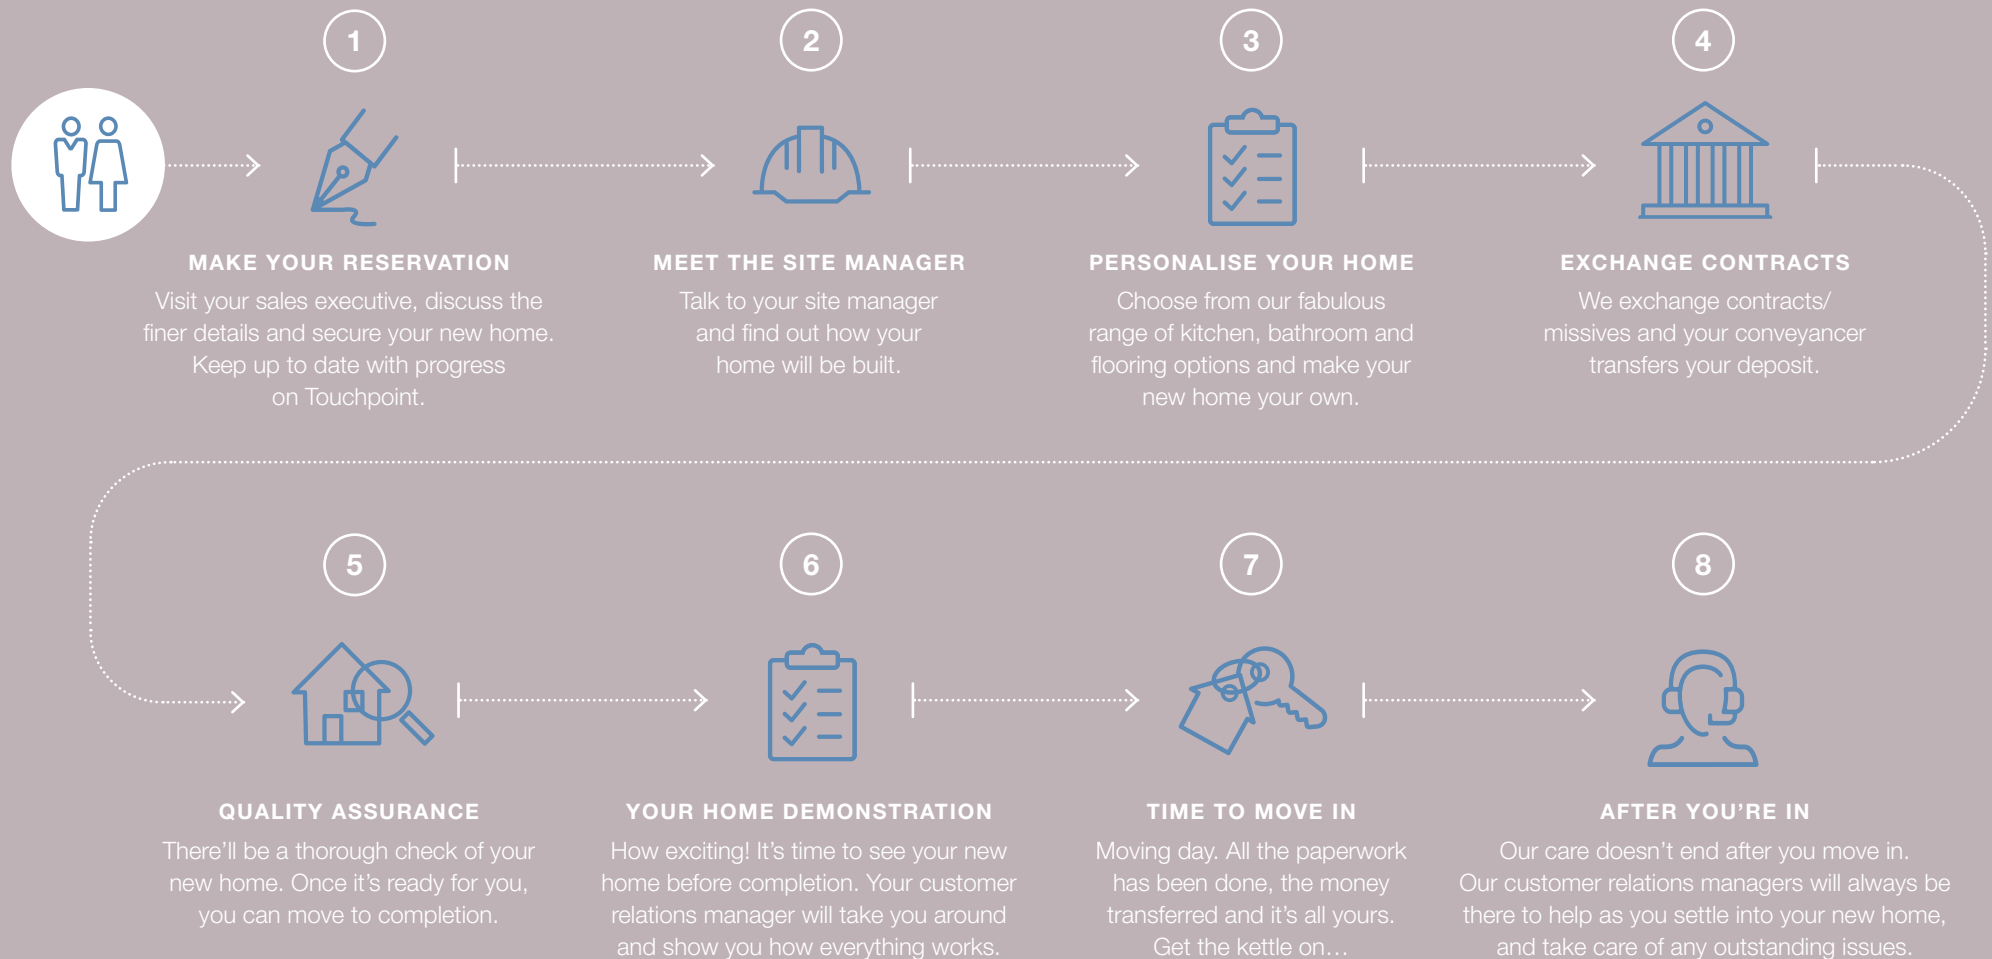 1
MAKE YOUR RESERVATION
Visit your sales executive, discuss the
finer details and secure your new home.
Keep up to date with progress
on Touchpoint.
2
MEET THE SITE MANAGER
Talk to your site manager
and find out how your
home will be built.
3
PERSONALISE YOUR HOME
Choose from our fabulous
range of kitchen, bathroom and
flooring options and make your
new home your own.
4
EXCHANGE CONTRACTS
We exchange contracts/
missives and your conveyancer
transfers your deposit.
5
QUALITY ASSURANCE
There’ll be a thorough check of your
new home. Once it’s ready for you,
you can move to completion.
6
YOUR HOME DEMONSTRATION
How exciting! It’s time to see your new
home before completion. Your customer
relations manager will take you around
and show you how everything works.
7
TIME TO MOVE IN
Moving day. All the paperwork
has been done, the money
transferred and it’s all yours.
Get the kettle on…
8
AFTER YOU’RE IN
Our care doesn’t end after you move in.
Our customer relations managers will always be
there to help as you settle into your new home,
and take care of any outstanding issues.